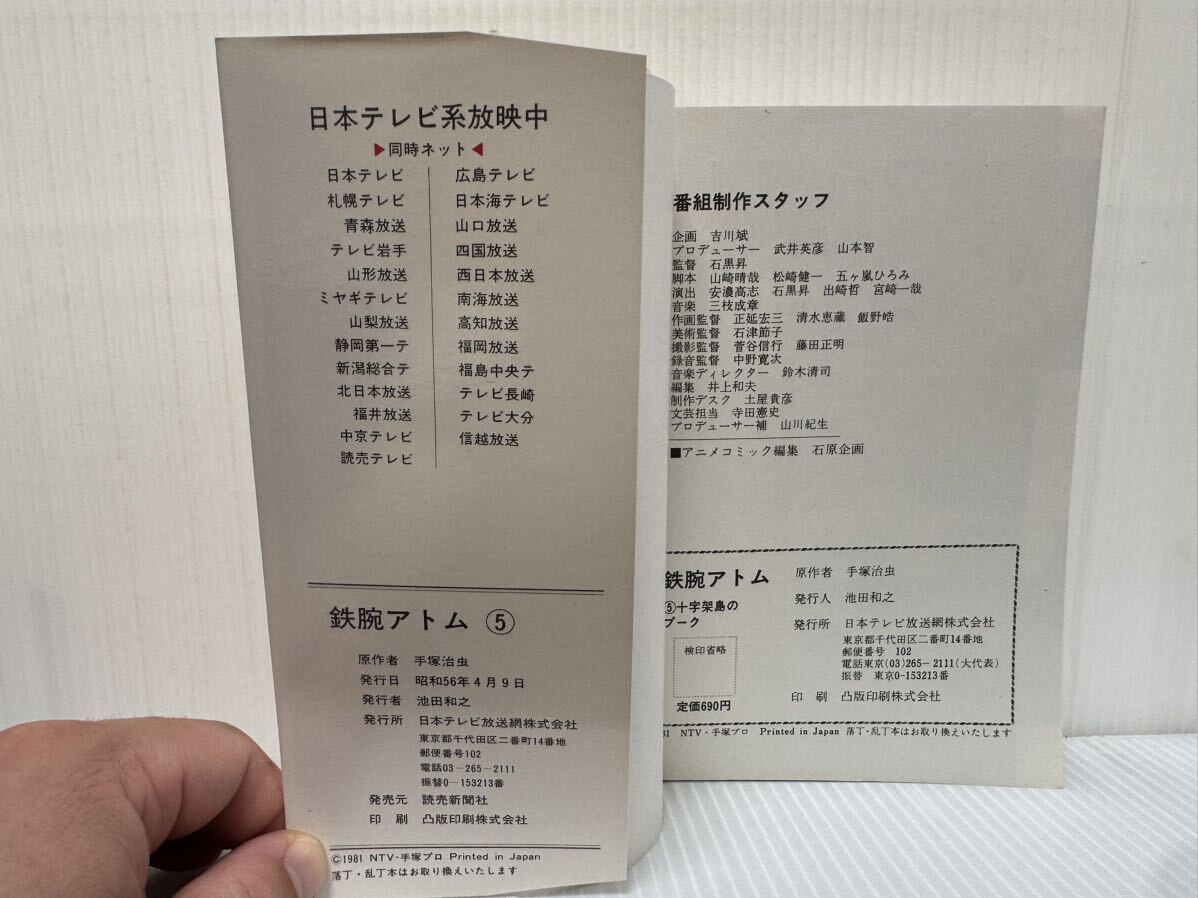 日本テレビ系放映中
▶同時ネット◀
日本テレビ
札幌テレビ
青森放送
テレビ岩手
山形放送
ミヤギテレビ
山梨放送
静岡第一テ
新潟総合テ
北日本放送
福井放送
中京テレビ
読売テレビ
広島テレビ
日本海テレビ
山口放送
四国放送
西日本放送
南海放送
高知放送
福岡放送
福島中央テ
テレビ長崎
テレビ大分
信越放送
鉄腕アトム ⑤
原作者 手塚治虫
発行日 昭和56年4月9日
発行者 池田和之
発行所 日本テレビ放送網株式会社
東京都千代田区二番町14番地
郵便番号102
電話03-265-2111
振替0-153213番
発売元 読売新聞社
印 刷 凸版印刷株式会社
©1981 NTV-手塚プロ Printed in Japan
落丁・乱丁本はお取り換えいたします
番組制作スタッフ
企画 吉川斌
プロデューサー 武井英彦 山本智
監督 石黒昇
脚本 山崎晴哉 松崎健一 五ヶ嵐ひろみ
演出 安濃高志 石黒昇 出崎哲 宮崎一哉
音楽 三枝成章
作画監督 正延宏三 清水恵蔵 飯野皓
美術監督 石津節子
撮影監督 菅谷信行 藤田正明
録音監督 中野寛次
音楽ディレクター 鈴木清司
編集 井上和夫
制作デスク 土屋貴彦
文芸担当 寺田憲史
プロデューサー補 山川紀生
■アニメコミック編集 石原企画
鉄腕アトム
⑤十字架島の
ブーク
検印省略
定価690円
原作者 手塚治虫
発行人 池田和之
発行所 日本テレビ放送網株式会社
東京都千代田区二番町14番地
郵便番号 102
電話東京(03)265-2111(大代表)
振替 東京0-153213番
印 刷 凸版印刷株式会社
81 NTV・手塚プロ Printed in Japan 落丁・乱丁本はお取り換えいたします